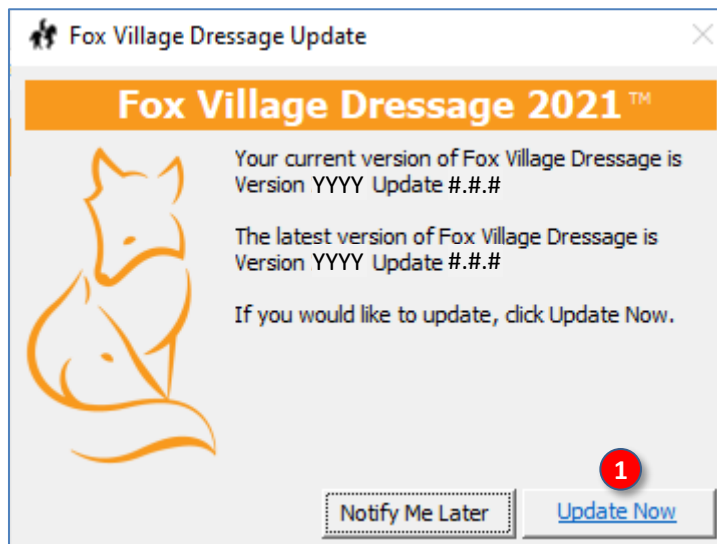 Fox Village Dressage Update
Fox Village Dressage 2021™
Your current version of Fox Village Dressage is
Version YYYY Update #.#.#
The latest version of Fox Village Dressage is
Version YYYY Update #.#.#
If you would like to update, click Update Now.
1
Notify Me Later Update Now